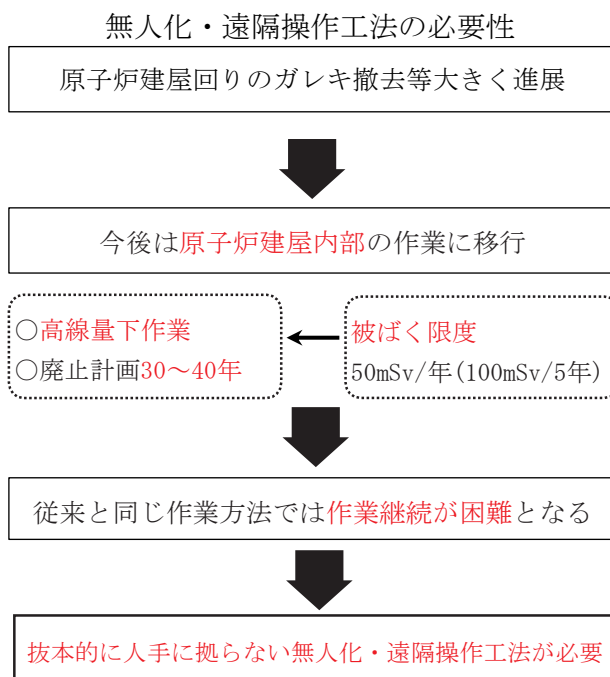 無人化・遠隔操作工法の必要性
原子炉建屋回りのガレキ撤去等大きく進展
今後は原子炉建屋内部の作業に移行
○高線量下作業
○廃止計画30～40年
被ばく限度
50mSv/年(100mSv/5年)
従来と同じ作業方法では作業継続が困難となる
抜本的に人手に拠らない無人化・遠隔操作工法が必要